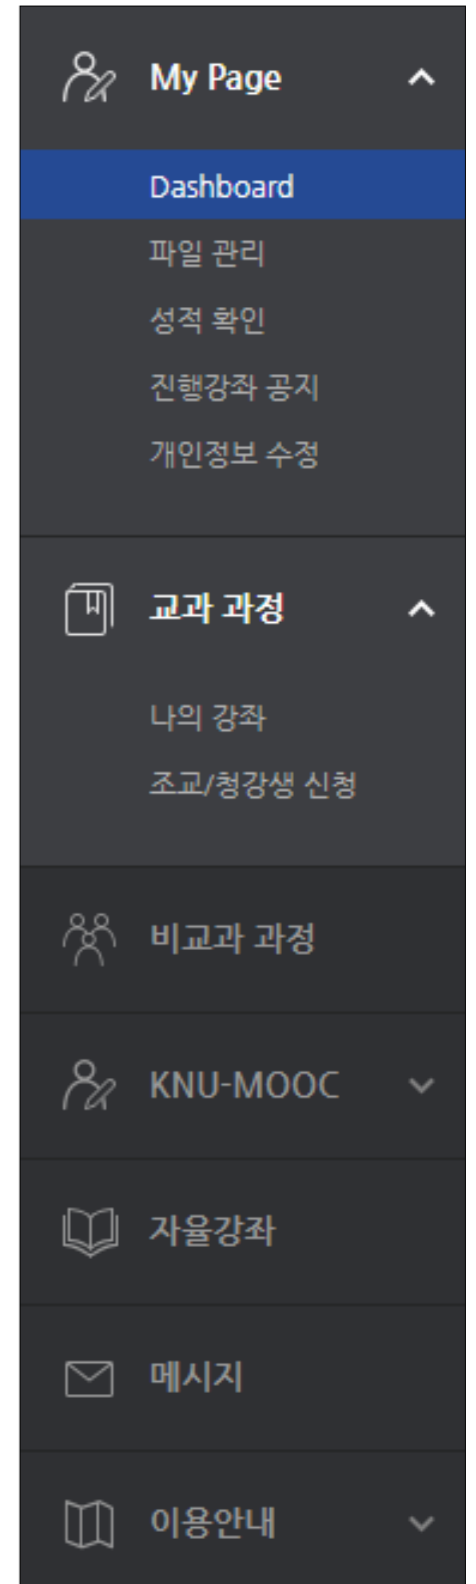 My Page
Dashboard
파일 관리
성적 확인
진행강좌 공지
개인정보 수정
교과 과정
나의 강좌
조교/청강생 신청
비교과 과정
KNU-MOOC
자율강좌
메시지
이용안내